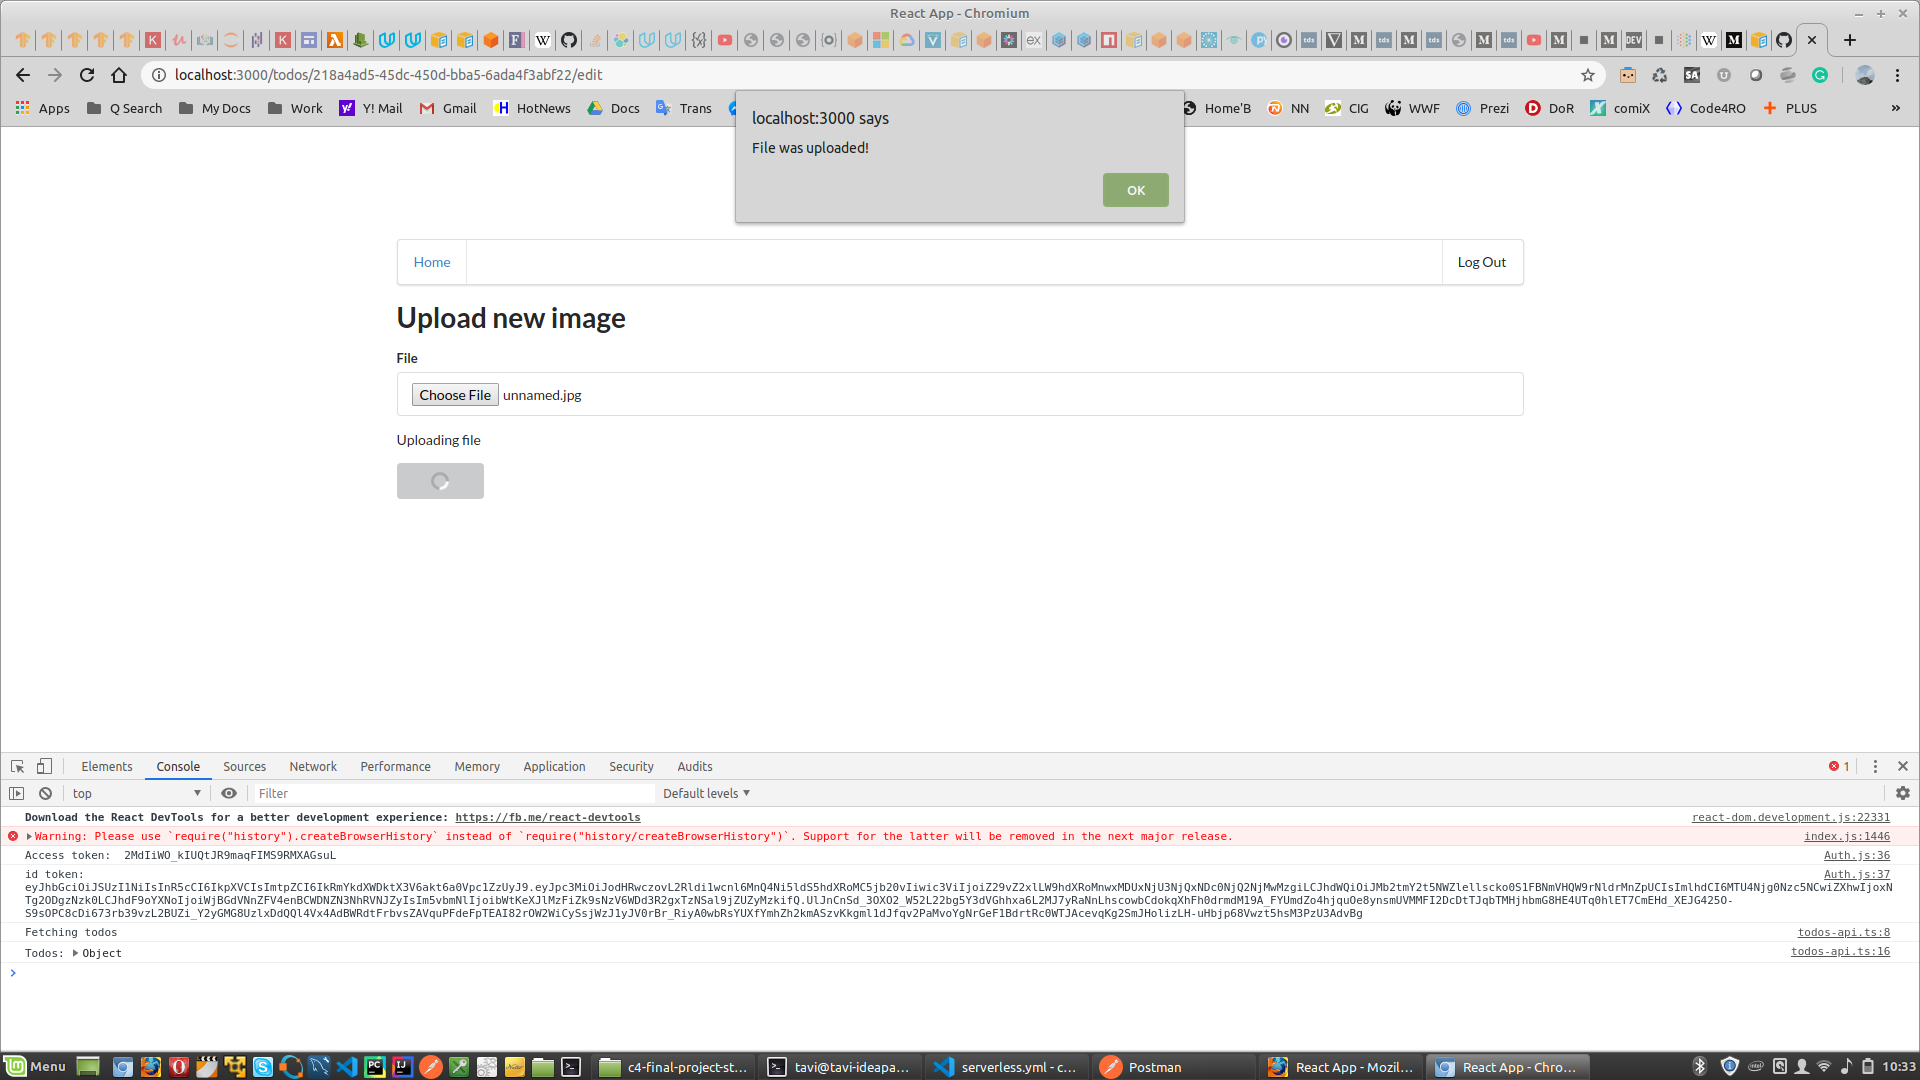 React App - Chromium
localhost:3000/todos/218a4ad5-45dc-450d-bba5-6ada4f3abf22/edit
Apps Q Search My Docs Work Y! Mail Gmail HotNews Docs Trans Home'B NN CIG WWF Prezi DoR comiX Code4RO PLUS »
localhost:3000 says
File was uploaded!
OK
Home Log Out
Upload new image
File
Choose File unnamed.jpg
Uploading file
Elements Console Sources Network Performance Memory Application Security Audits 1
top Filter Default levels
Download the React DevTools for a better development experience: https://fb.me/react-devtools react-dom.development.js:22331
Warning: Please use `require("history").createBrowserHistory` instead of `require("history/createBrowserHistory")`. Support for the latter will be removed in the next major release. index.js:1446
Access token: 2MdIiWO_kIUQtJR9maqFIMS9RMXAGsuL Auth.js:36
id token: Auth.js:37
Fetching todos todos-api.ts:8
Todos: Object todos-api.ts:16
Menu c4-final-project-st... tavi@tavi-ideapa... serverless.yml - c... Postman React App - Mozil... React App - Chro... 10:33